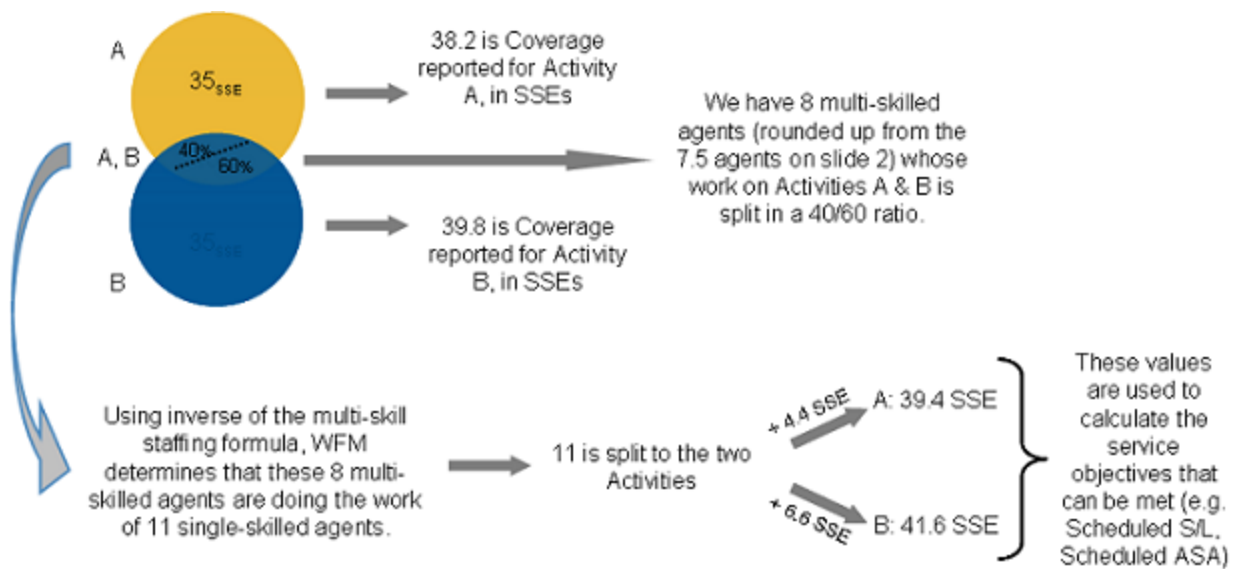 A
35SSE
38.2 is Coverage
reported for Activity
A, in SSEs
A, B
40%
60%
We have 8 multi-skilled
agents (rounded up from the
7.5 agents on slide 2) whose
work on Activities A & B is
split in a 40/60 ratio.
35SSE
39.8 is Coverage
reported for Activity
B, in SSEs
B
Using inverse of the multi-skill
staffing formula, WFM
determines that these 8 multi-
skilled agents are doing the work
of 11 single-skilled agents.
11 is split to the two
Activities
+ 4.4 SSE
A: 39.4 SSE
+ 6.6 SSE
B: 41.6 SSE
These values
are used to
calculate the
service
objectives that
can be met (e.g.
Scheduled S/L,
Scheduled ASA)